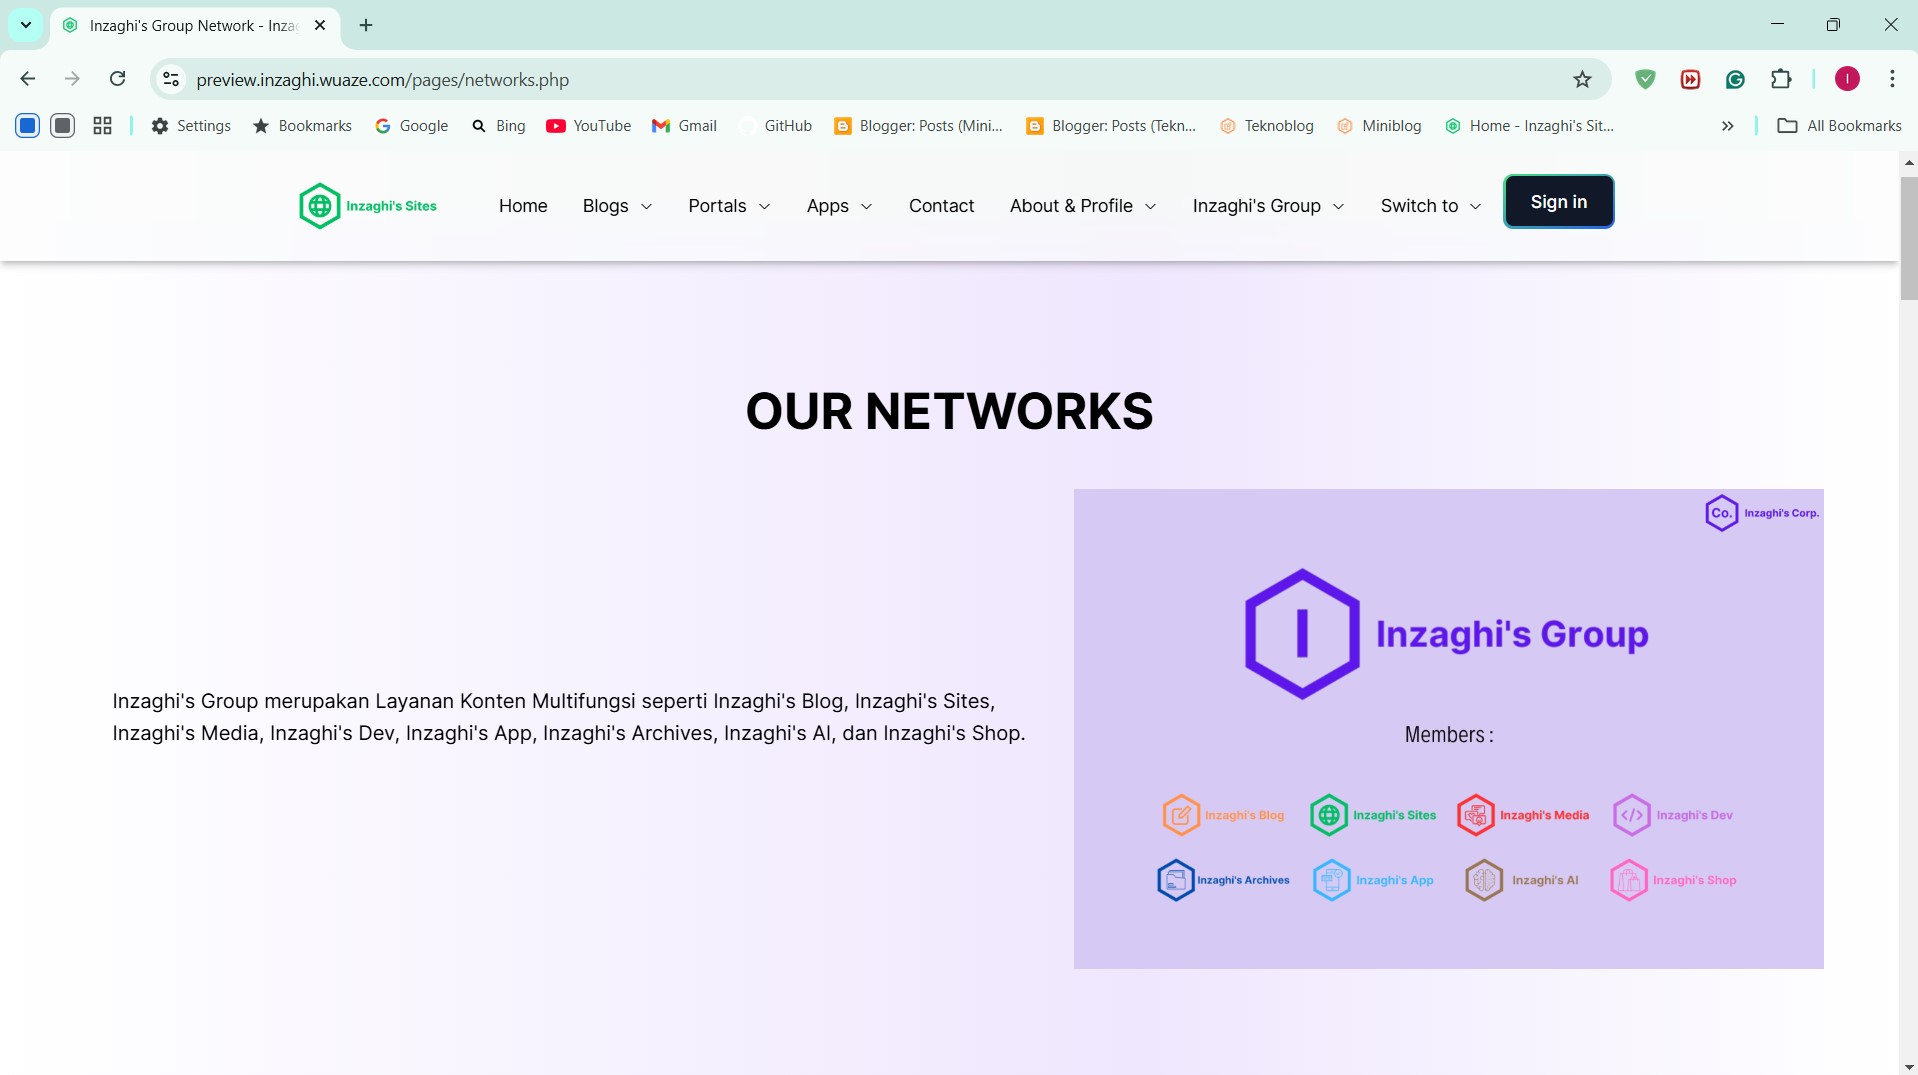 Inzaghi's Group Network - Inza
preview.inzaghi.wuaze.com/pages/networks.php
I
Settings
Bookmarks
Google
Bing
YouTube
Gmail
GitHub
Blogger: Posts (Mini...
Blogger: Posts (Tekn...
Teknoblog
Miniblog
Home - Inzaghi's Sit...
All Bookmarks
Inzaghi's Sites
Home
Blogs
Portals
Apps
Contact
About & Profile
Inzaghi's Group
Switch to
Sign in
OUR NETWORKS
Inzaghi's Group merupakan Layanan Konten Multifungsi seperti Inzaghi's Blog, Inzaghi's Sites,
Inzaghi's Media, Inzaghi's Dev, Inzaghi's App, Inzaghi's Archives, Inzaghi's AI, dan Inzaghi's Shop.
Co. Inzaghi's Corp.
I Inzaghi's Group
Members :
Inzaghi's Blog
Inzaghi's Sites
Inzaghi's Media
</> Inzaghi's Dev
Inzaghi's Archives
Inzaghi's App
Inzaghi's AI
Inzaghi's Shop